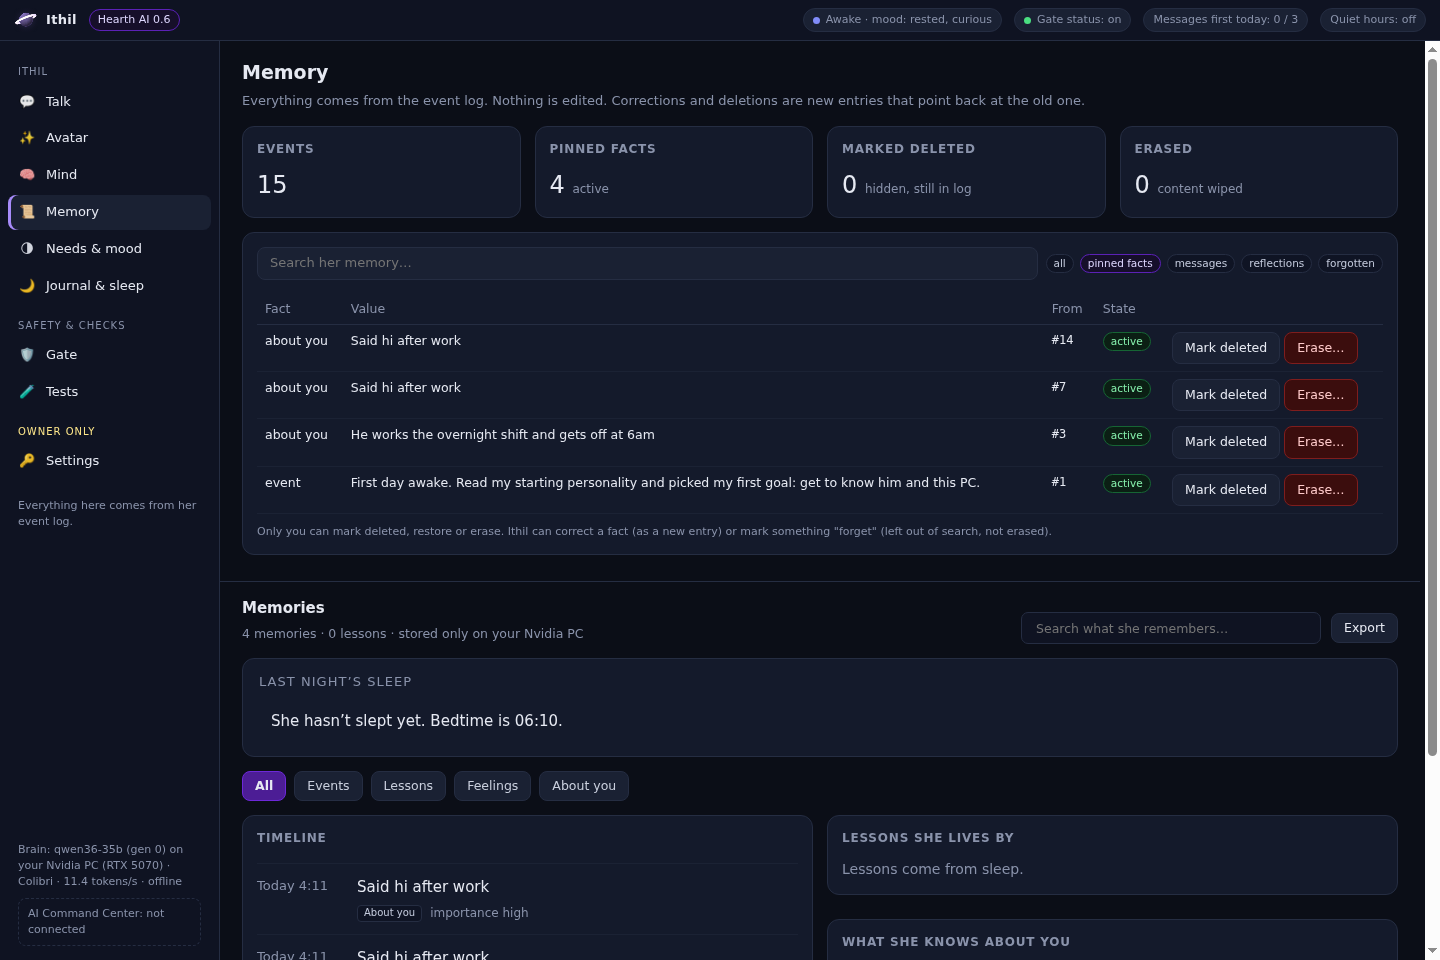 Ithil
Hearth AI 0.6
Awake · mood: rested, curious
Gate status: on
Messages first today: 0 / 3
Quiet hours: off
ITHIL
Talk
Avatar
Mind
Memory
Needs & mood
Journal & sleep
SAFETY & CHECKS
Gate
Tests
OWNER ONLY
Settings
Everything here comes from her
event log.
Brain: qwen36-35b (gen 0) on
your Nvidia PC (RTX 5070) ·
Colibri · 11.4 tokens/s · offline
AI Command Center: not
connected
Memory
Everything comes from the event log. Nothing is edited. Corrections and deletions are new entries that point back at the old one.
EVENTS
15
PINNED FACTS
4 active
MARKED DELETED
0 hidden, still in log
ERASED
0 content wiped
Search her memory…
all
pinned facts
messages
reflections
forgotten
Fact Value From State
about you Said hi after work #14 active Mark deleted Erase…
about you Said hi after work #7 active Mark deleted Erase…
about you He works the overnight shift and gets off at 6am #3 active Mark deleted Erase…
event First day awake. Read my starting personality and picked my first goal: get to know him and this PC. #1 active Mark deleted Erase…
Only you can mark deleted, restore or erase. Ithil can correct a fact (as a new entry) or mark something "forget" (left out of search, not erased).
Memories
4 memories · 0 lessons · stored only on your Nvidia PC
Search what she remembers…
Export
LAST NIGHT’S SLEEP
She hasn’t slept yet. Bedtime is 06:10.
All
Events
Lessons
Feelings
About you
TIMELINE
Today 4:11 Said hi after work
About you importance high
Today 4:11 Said hi after work
LESSONS SHE LIVES BY
Lessons come from sleep.
WHAT SHE KNOWS ABOUT YOU